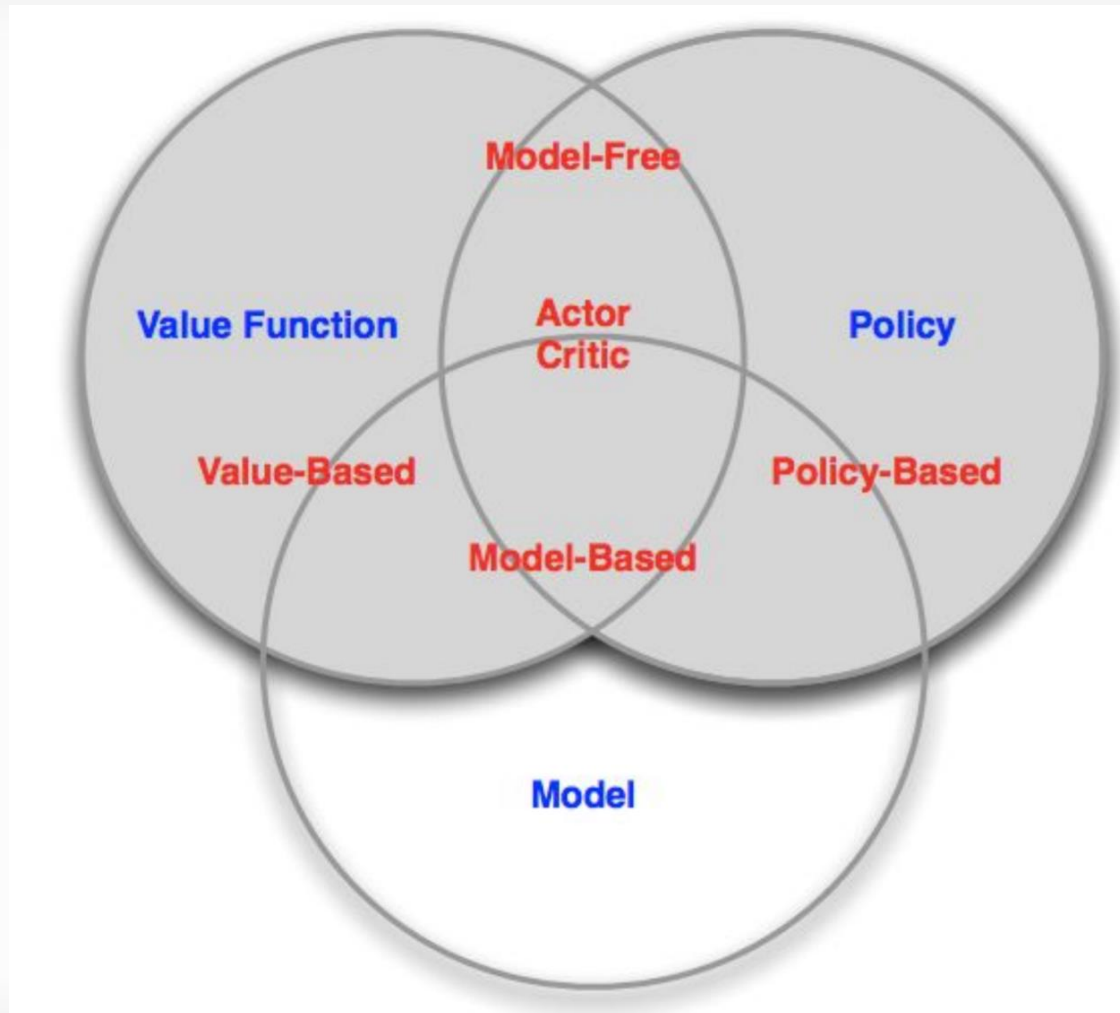 Model-Free
Value Function
Actor
Critic
Policy
Value-Based
Policy-Based
Model-Based
Model